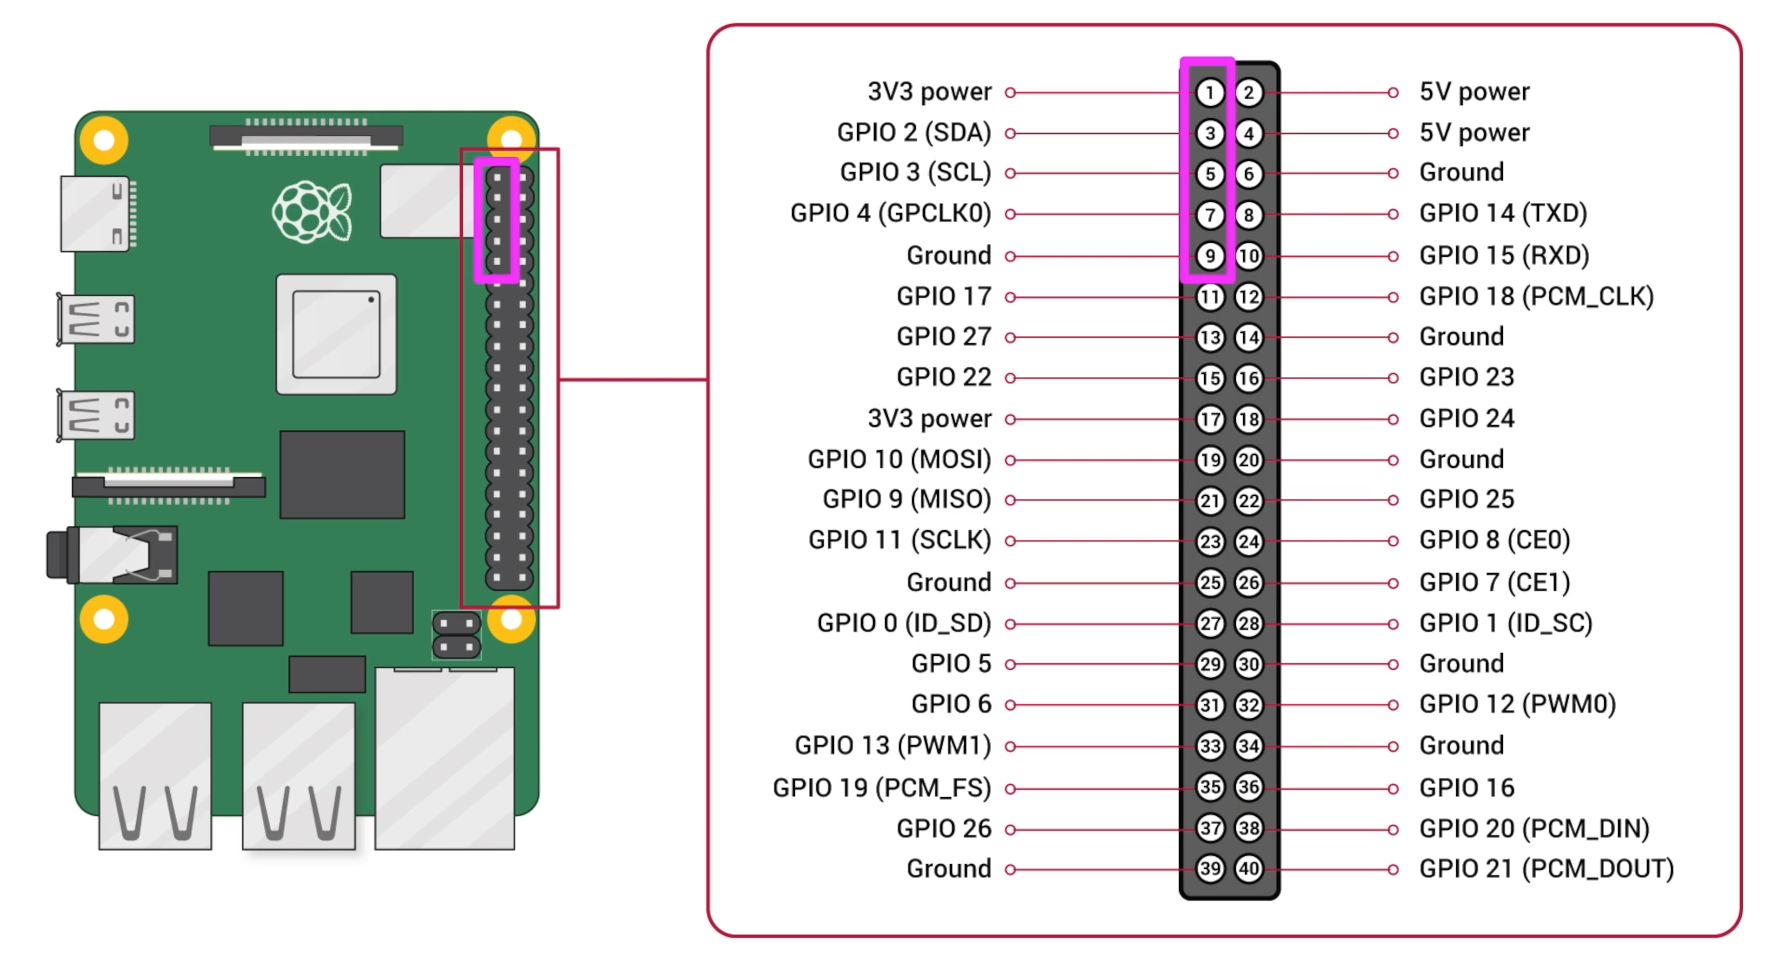 3V3 power 1 2 5V power
GPIO 2 (SDA) 3 4 5V power
GPIO 3 (SCL) 5 6 Ground
GPIO 4 (GPCLK0) 7 8 GPIO 14 (TXD)
Ground 9 10 GPIO 15 (RXD)
GPIO 17 11 12 GPIO 18 (PCM_CLK)
GPIO 27 13 14 Ground
GPIO 22 15 16 GPIO 23
3V3 power 17 18 GPIO 24
GPIO 10 (MOSI) 19 20 Ground
GPIO 9 (MISO) 21 22 GPIO 25
GPIO 11 (SCLK) 23 24 GPIO 8 (CE0)
Ground 25 26 GPIO 7 (CE1)
GPIO 0 (ID_SD) 27 28 GPIO 1 (ID_SC)
GPIO 5 29 30 Ground
GPIO 6 31 32 GPIO 12 (PWM0)
GPIO 13 (PWM1) 33 34 Ground
GPIO 19 (PCM_FS) 35 36 GPIO 16
GPIO 26 37 38 GPIO 20 (PCM_DIN)
Ground 39 40 GPIO 21 (PCM_DOUT)